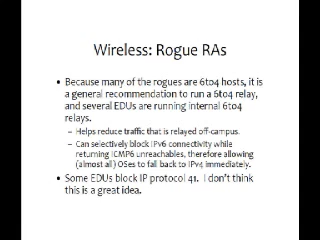 Wireless: Rogue RAs
• Because many of the rogues are 6to4 hosts, it is
a general recommendation to run a 6to4 relay,
and several EDUs are running internal 6to4
relays.
– Helps reduce traffic that is relayed off-campus.
– Can selectively block IPv6 connectivity while
returning ICMP6 unreachables, therefore allowing
(almost all) OSes to fall back to IPv4 immediately.
• Some EDUs block IP protocol 41. I don't think
this is a great idea.